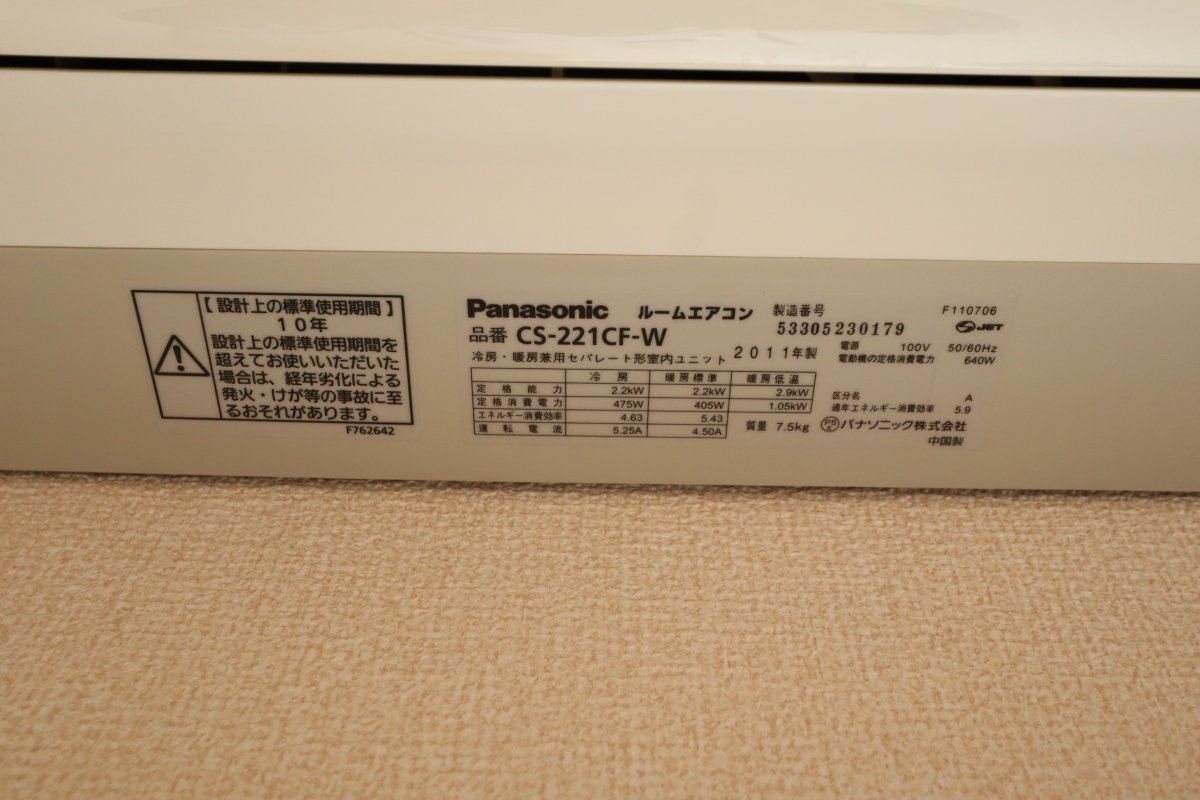 【設計上の標準使用期間】
10年
設計上の標準使用期間を
超えてお使いいただいた
場合は、経年劣化による
発火・けが等の事故に至
るおそれがあります。
F762642
Panasonic ルームエアコン 製造番号 F110706
品番 CS-221CF-W 53305230179 JET
冷房・暖房兼用セパレート形室内ユニット 2011年製 電源 100V 50/60Hz
電動機の定格消費電力 640W
冷房 暖房標準 暖房低温
定格能力 2.2kW 2.2kW 2.9kW
定格消費電力 475W 405W 1.05kW
エネルギー消費効率 4.63 5.43
運転電流 5.25A 4.50A
区分名 A
通年エネルギー消費効率 5.9
質量 7.5kg PSE パナソニック株式会社
中国製